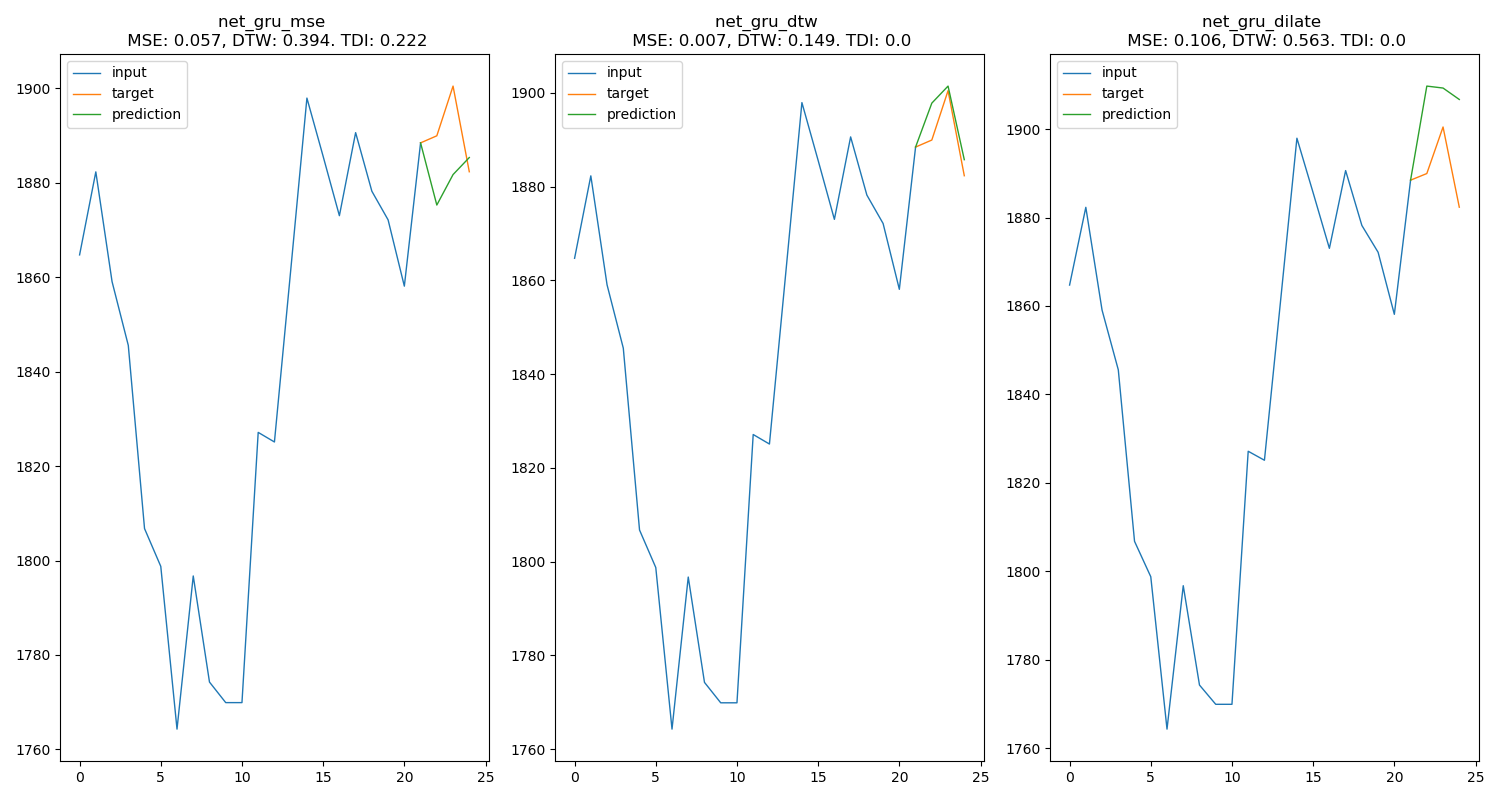 net_gru_mse
MSE: 0.057, DTW: 0.394. TDI: 0.222
input
target
prediction
1900
1880
1860
1840
1820
1800
1780
1760
0 5 10 15 20 25
net_gru_dtw
MSE: 0.007, DTW: 0.149. TDI: 0.0
input
target
prediction
1900
1880
1860
1840
1820
1800
1780
1760
0 5 10 15 20 25
net_gru_dilate
MSE: 0.106, DTW: 0.563. TDI: 0.0
input
target
prediction
1900
1880
1860
1840
1820
1800
1780
1760
0 5 10 15 20 25